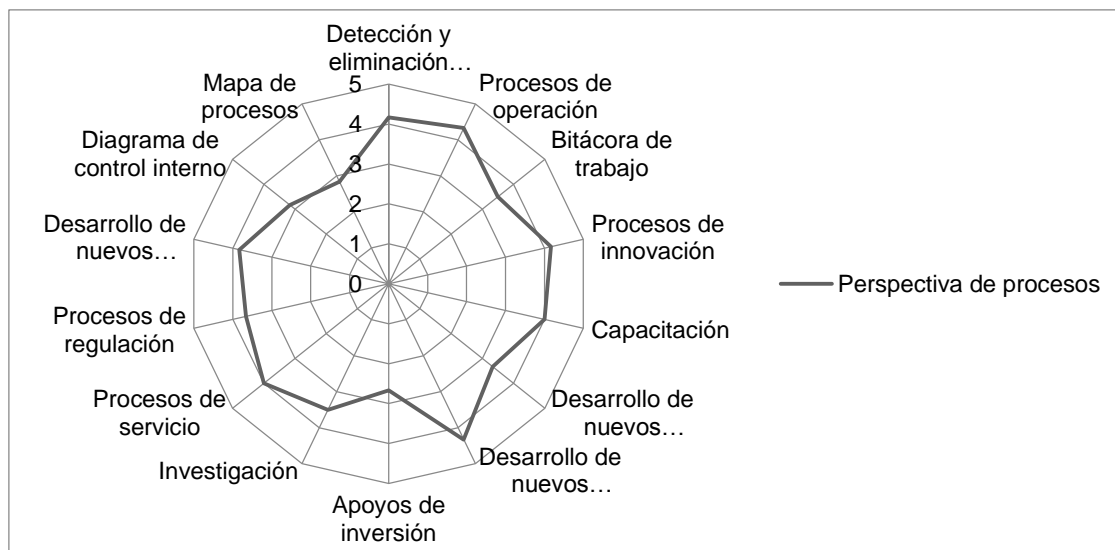 Detección y
eliminación…
Procesos de
operación
Bitácora de
trabajo
Procesos de
innovación
Capacitación
Desarrollo de
nuevos…
Desarrollo de
nuevos…
Apoyos de
inversión
Investigación
Procesos de
servicio
Procesos de
regulación
Desarrollo de
nuevos…
Diagrama de
control interno
Mapa de
procesos
5
4
3
2
1
0
Perspectiva de procesos